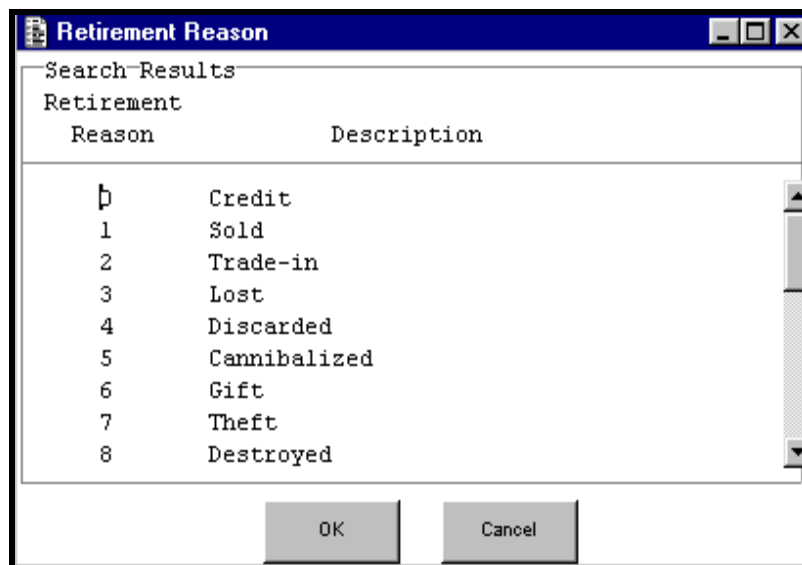 Retirement Reason
Search Results
Retirement
Reason Description
0 Credit
1 Sold
2 Trade-in
3 Lost
4 Discarded
5 Cannibalized
6 Gift
7 Theft
8 Destroyed
OK Cancel